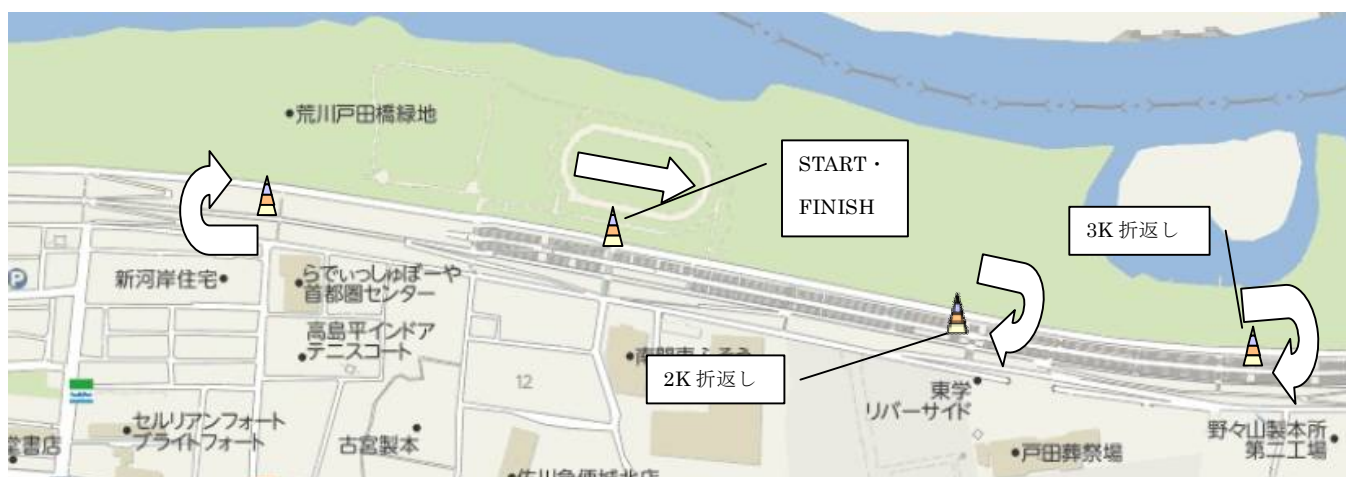 荒川戸田橋緑地
START・
FINISH
3K 折返し
新河岸住宅
らでぃっしゅぼーや
首都圏センター
高島平インドア
テニスコート
2K 折返し
12
東学
リバーサイド
セルリアンフォート
ブライトフォート
古宮製本
戸田葬祭場
野々山製本所
第二工場
P